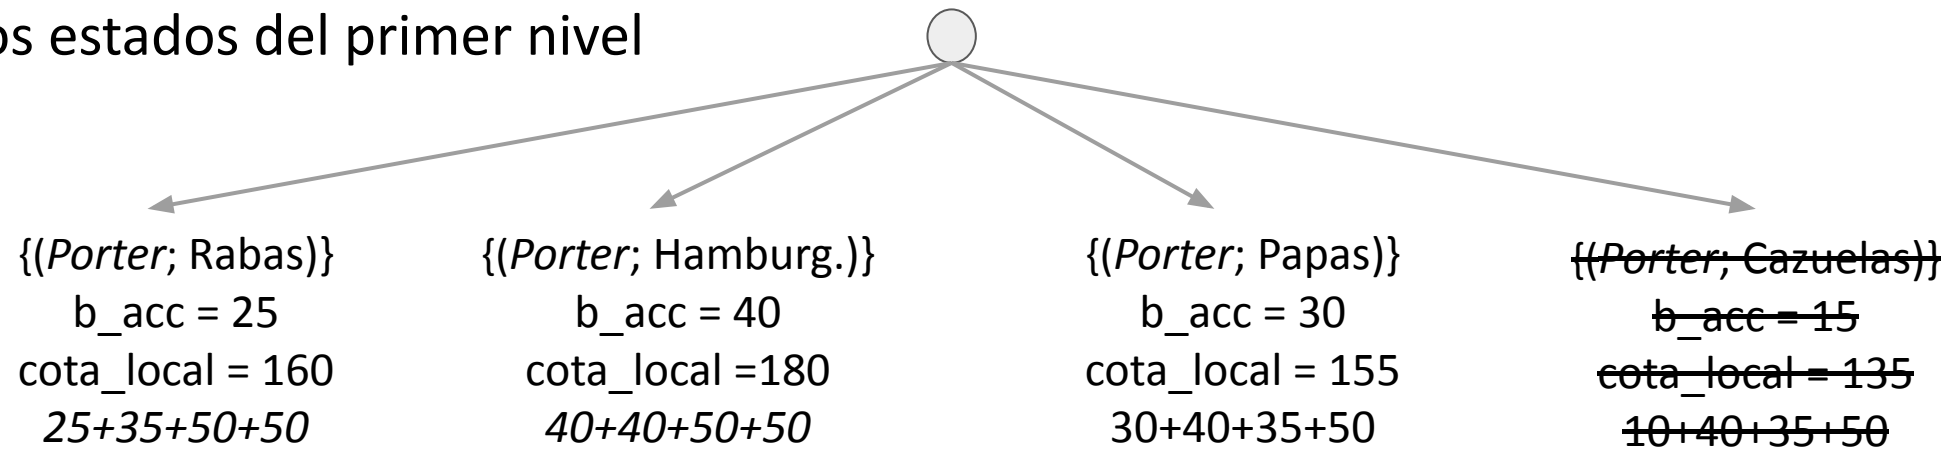 os estados del primer nivel
{(Porter; Rabas)}
b_acc = 25
cota_local = 160
25+35+50+50
{(Porter; Hamburg.)}
b_acc = 40
cota_local =180
40+40+50+50
{(Porter; Papas)}
b_acc = 30
cota_local = 155
30+40+35+50
{(Porter; Cazuelas)}
b_acc = 15
cota_local = 135
10+40+35+50